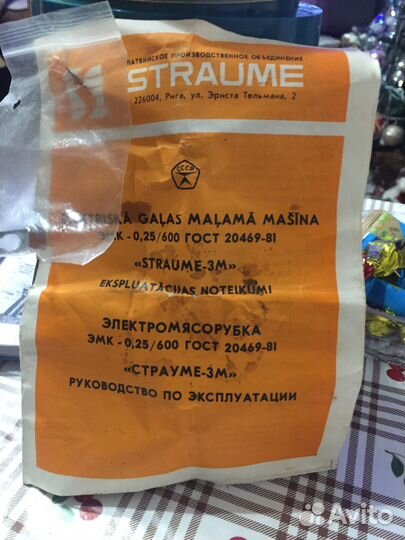 ЛАТВИЙСКОЕ ПРОИЗВОДСТВЕННОЕ ОБЪЕДИНЕНИЕ
STRAUME
226004, Рига, ул. Эрнста Тельмана, 2
СССР
GAĻAS MAĻAMĀ MAŠĪNA
ЭМК - 0,25/600 ГОСТ 20469-81
«STRAUME-3M»
EKSPLUATĀCIJAS NOTEIKUMI
ЭЛЕКТРОМЯСОРУБКА
ЭМК - 0,25/600 ГОСТ 20469-81
«СТРАУМЕ-3М»
РУКОВОДСТВО ПО ЭКСПЛУАТАЦИИ
Avito